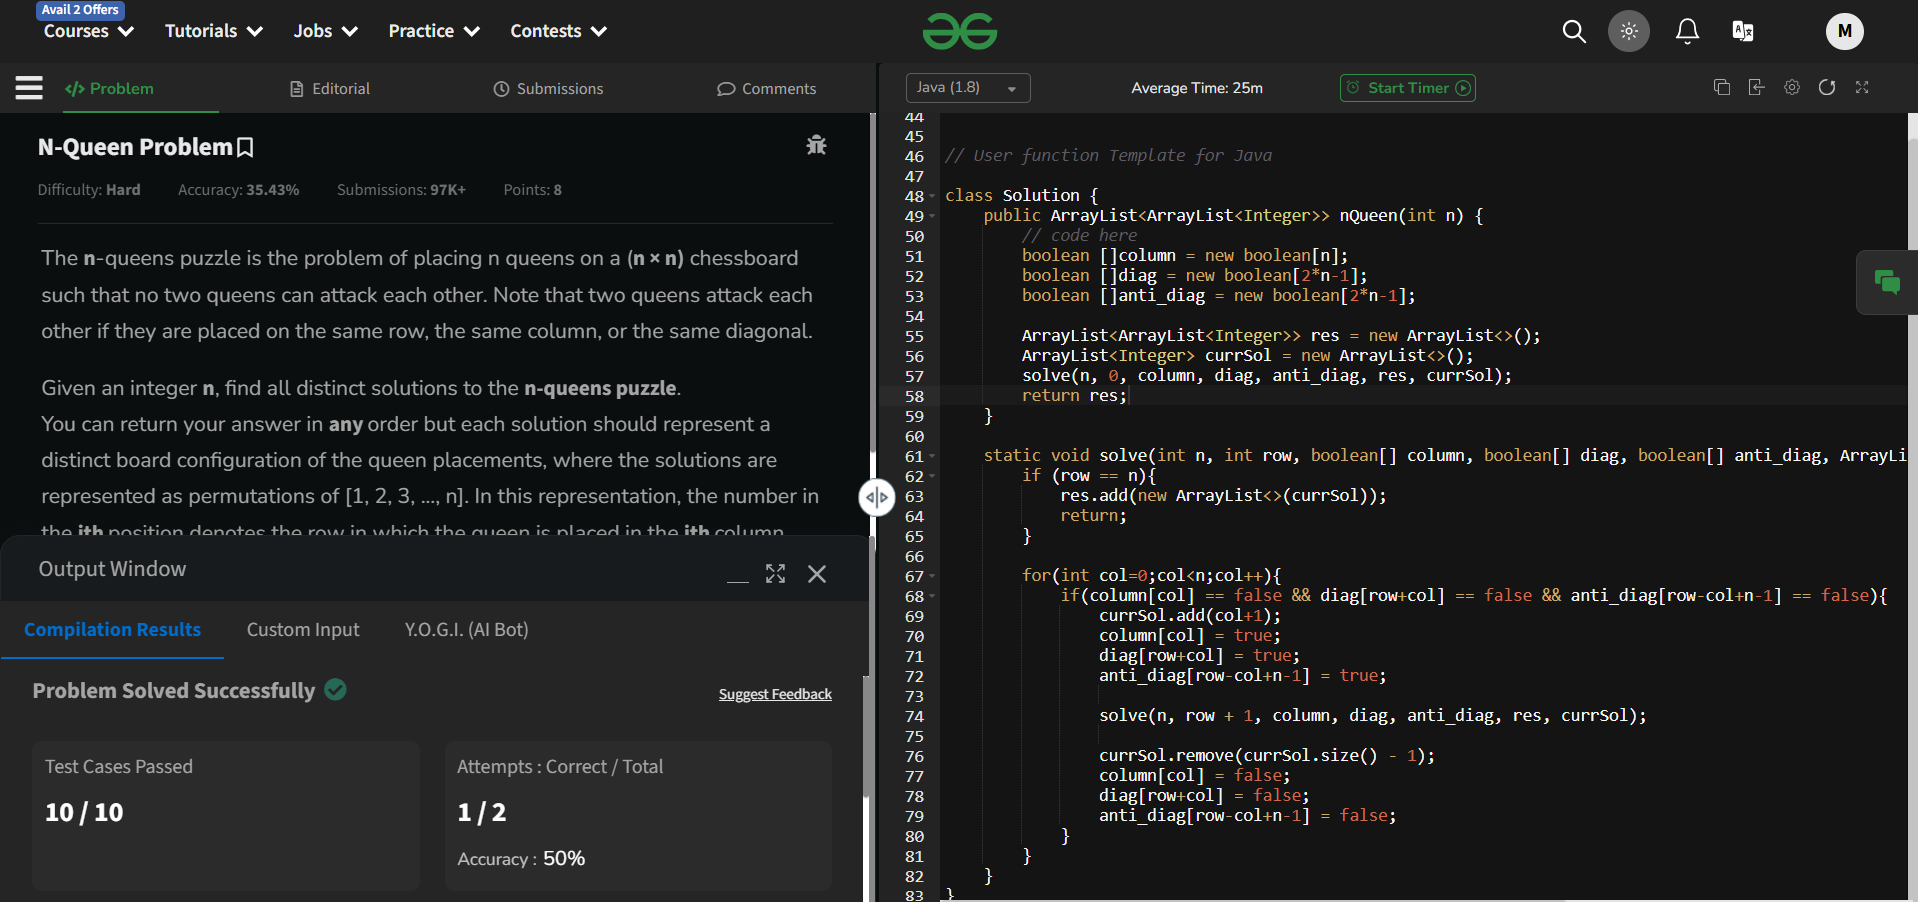 Avail 2 Offers
Courses Tutorials Jobs Practice Contests
M
</> Problem Editorial Submissions Comments
N-Queen Problem
Difficulty: Hard Accuracy: 35.43% Submissions: 97K+ Points: 8
The n-queens puzzle is the problem of placing n queens on a (n × n) chessboard
such that no two queens can attack each other. Note that two queens attack each
other if they are placed on the same row, the same column, or the same diagonal.
Given an integer n, find all distinct solutions to the n-queens puzzle.
You can return your answer in any order but each solution should represent a
distinct board configuration of the queen placements, where the solutions are
represented as permutations of [1, 2, 3, ..., n]. In this representation, the number in
the ith position denotes the row in which the queen is placed in the ith column.
Output Window
Compilation Results Custom Input Y.O.G.I. (AI Bot)
Problem Solved Successfully
Suggest Feedback
Test Cases Passed
10 / 10
Attempts : Correct / Total
1 / 2
Accuracy : 50%
Java (1.8) Average Time: 25m Start Timer
44
45
46 // User function Template for Java
47
48 class Solution {
49 public ArrayList<ArrayList<Integer>> nQueen(int n) {
50 // code here
51 boolean []column = new boolean[n];
52 boolean []diag = new boolean[2*n-1];
53 boolean []anti_diag = new boolean[2*n-1];
54
55 ArrayList<ArrayList<Integer>> res = new ArrayList<>();
56 ArrayList<Integer> currSol = new ArrayList<>();
57 solve(n, 0, column, diag, anti_diag, res, currSol);
58 return res;
59 }
60
61 static void solve(int n, int row, boolean[] column, boolean[] diag, boolean[] anti_diag, ArrayLi
62 if (row == n){
63 res.add(new ArrayList<>(currSol));
64 return;
65 }
66
67 for(int col=0;col<n;col++){
68 if(column[col] == false && diag[row+col] == false && anti_diag[row-col+n-1] == false){
69 currSol.add(col+1);
70 column[col] = true;
71 diag[row+col] = true;
72 anti_diag[row-col+n-1] = true;
73
74 solve(n, row + 1, column, diag, anti_diag, res, currSol);
75
76 currSol.remove(currSol.size() - 1);
77 column[col] = false;
78 diag[row+col] = false;
79 anti_diag[row-col+n-1] = false;
80 }
81 }
82 }
83 }